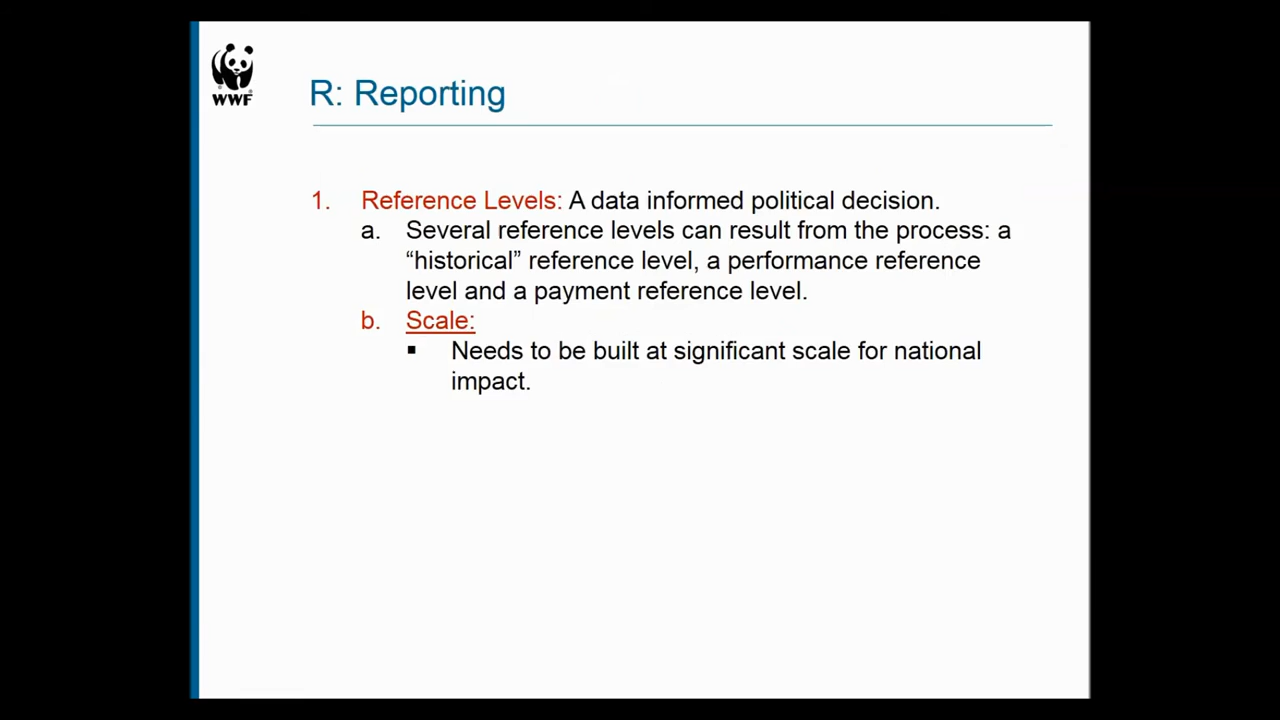 WWF
R: Reporting
1. Reference Levels: A data informed political decision.
a. Several reference levels can result from the process: a
“historical” reference level, a performance reference
level and a payment reference level.
b. Scale:
▪ Needs to be built at significant scale for national
impact.